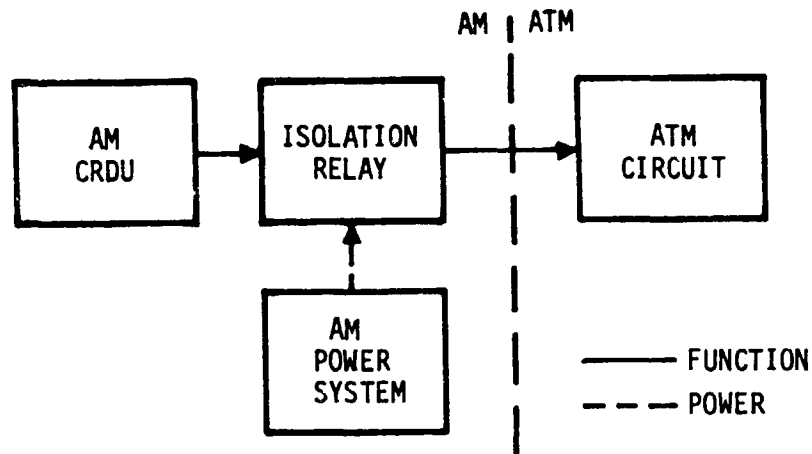 AM ATM
AM
CRDU
ISOLATION
RELAY
ATM
CIRCUIT
AM
POWER
SYSTEM
FUNCTION
POWER